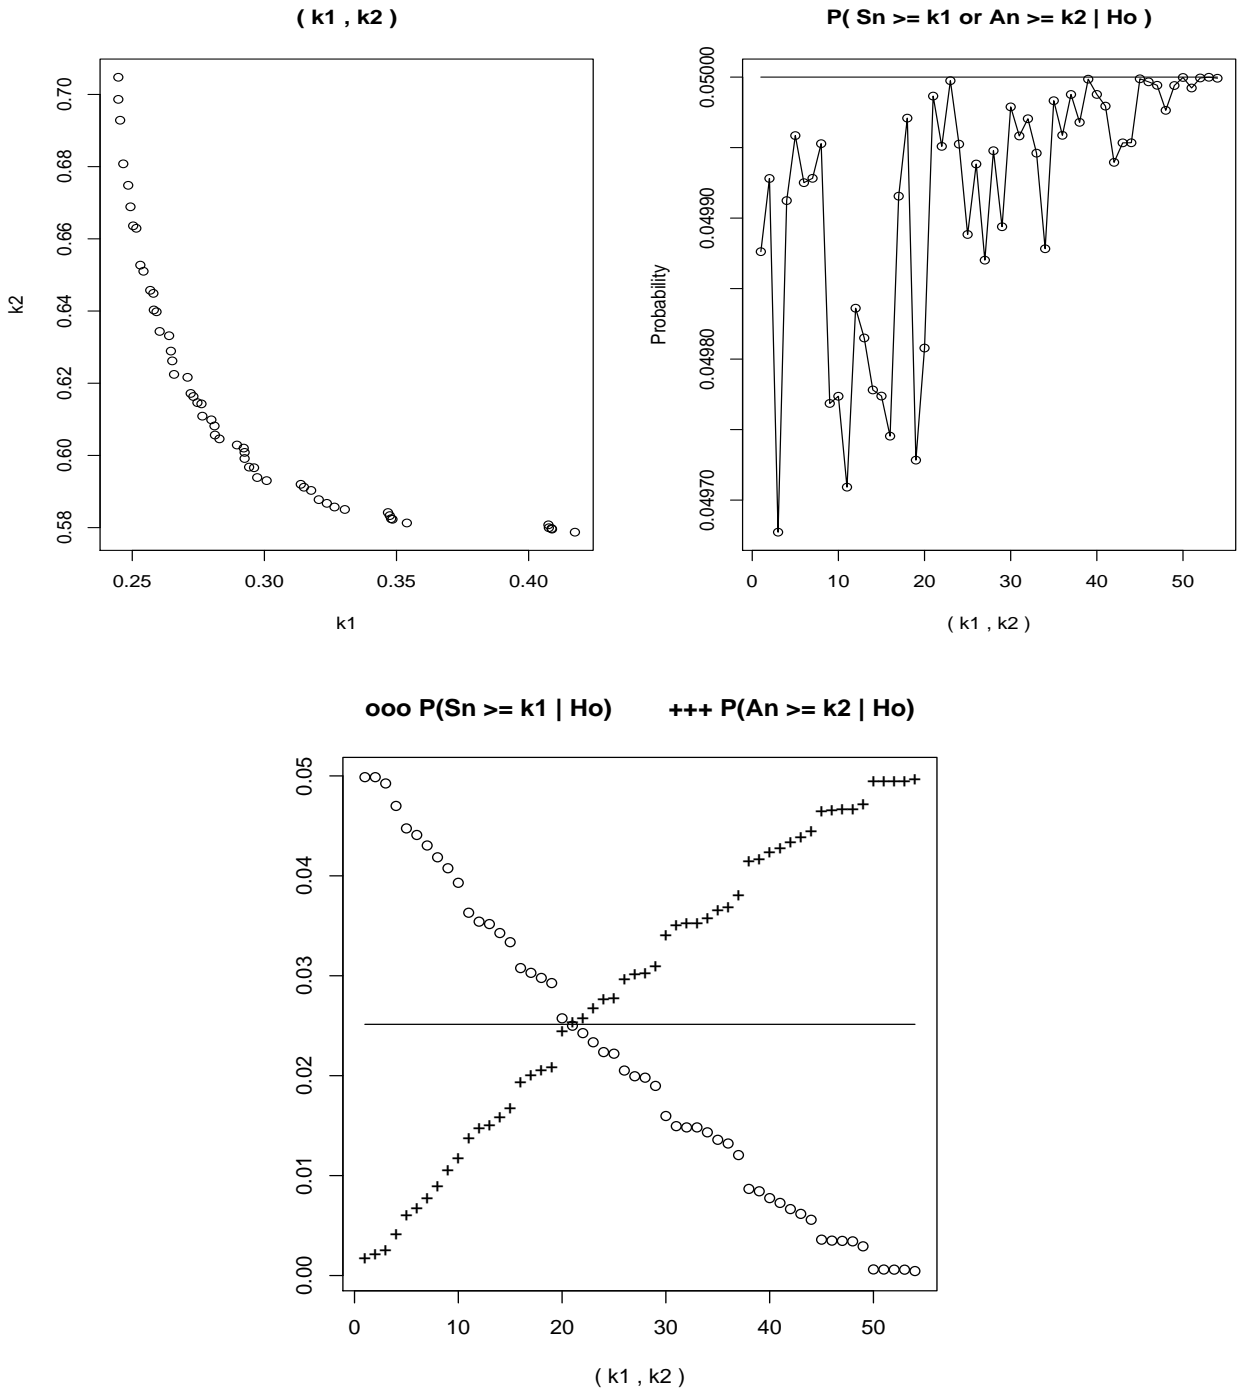 ( k1 , k2 )
k2
0.70
0.68
0.66
0.64
0.62
0.60
0.58
0.25 0.30 0.35 0.40
k1
P( Sn >= k1 or An >= k2 | Ho )
Probability
0.05000
0.04990
0.04980
0.04970
0 10 20 30 40 50
( k1 , k2 )
ooo P(Sn >= k1 | Ho) +++ P(An >= k2 | Ho)
0.05
0.04
0.03
0.02
0.01
0.00
0 10 20 30 40 50
( k1 , k2 )